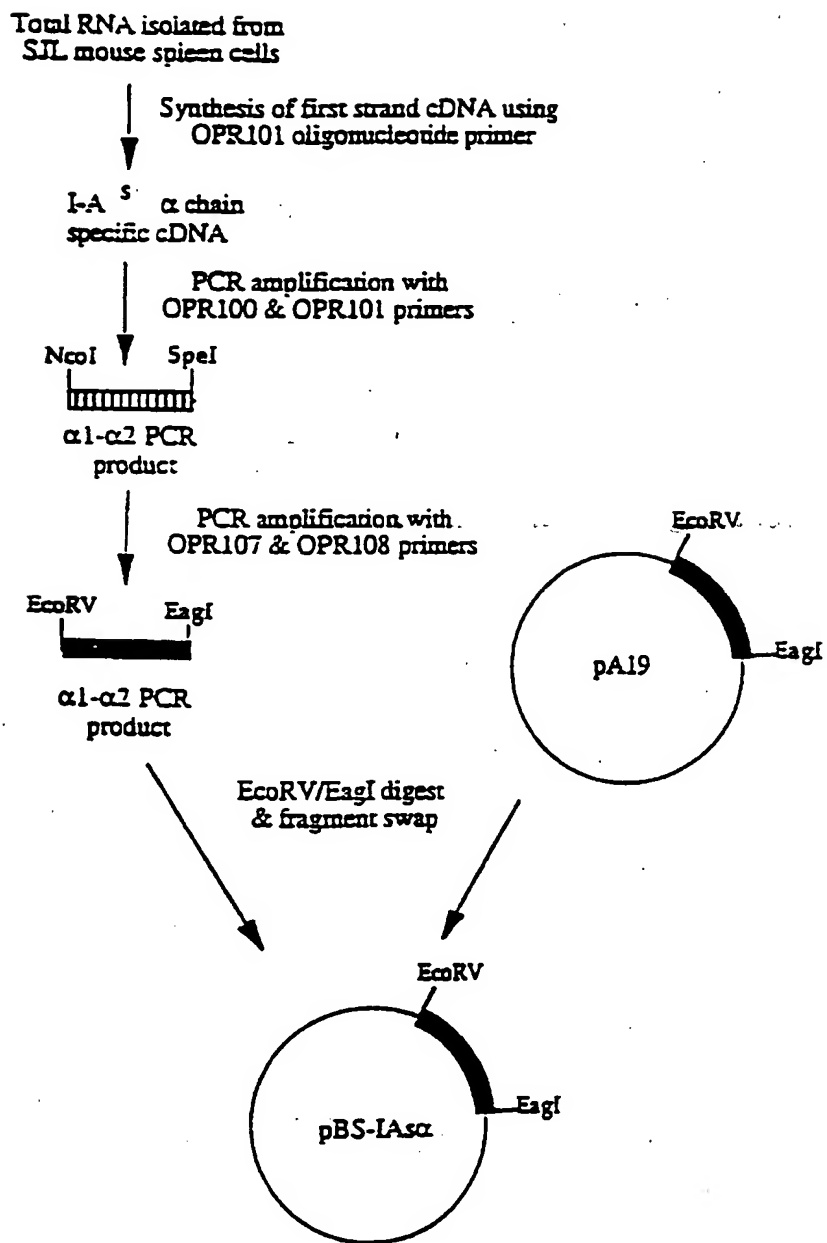 Total RNA isolated from
SJL mouse spleen cells
Synthesis of first strand cDNA using
OPR101 oligonucleotide primer
I-A s α chain
specific cDNA
PCR amplification with
OPR100 & OPR101 primers
NcoI SpeI
α1-α2 PCR
product
PCR amplification with
OPR107 & OPR108 primers
EcoRV
EcoRV EagI
EagI
pA19
α1-α2 PCR
product
EcoRV/EagI digest
& fragment swap
EcoRV
EagI
pBS-IAsα